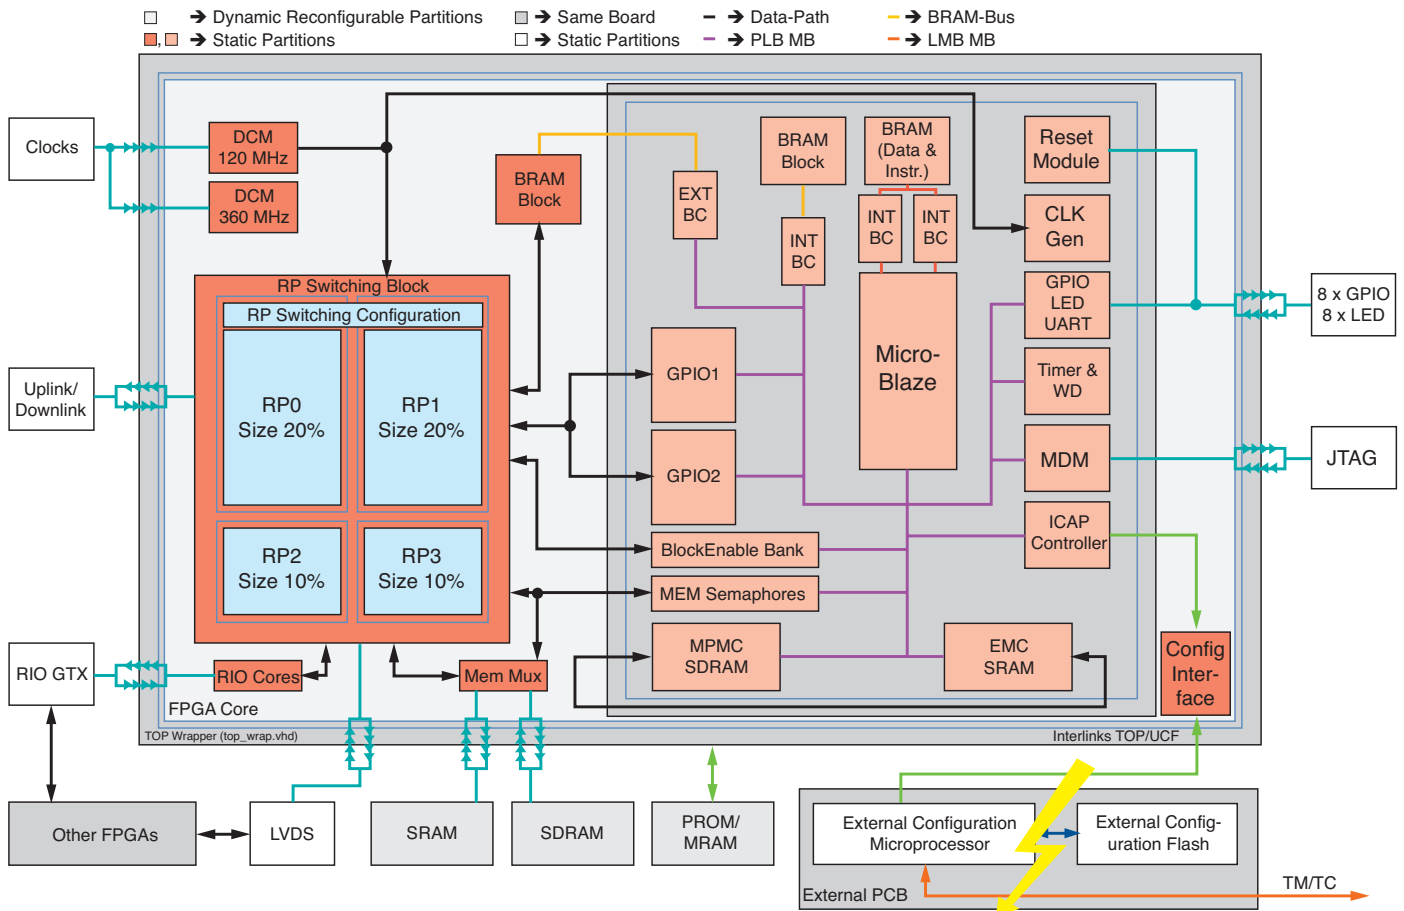 Dynamic Reconfigurable Partitions
Same Board
Data-Path
BRAM-Bus
, Static Partitions
Static Partitions
PLB MB
LMB MB
Clocks
DCM
120 MHz
DCM
360 MHz
BRAM
Block
BRAM
Block
BRAM
(Data &
Instr.)
Reset
Module
EXT
BC
INT
BC
INT
BC
INT
BC
CLK
Gen
RP Switching Block
RP Switching Configuration
GPIO
LED
UART
8 x GPIO
8 x LED
Uplink/
Downlink
RP0
Size 20%
RP1
Size 20%
GPIO1
Micro-
Blaze
Timer &
WD
GPIO2
MDM
JTAG
RP2
Size 10%
RP3
Size 10%
BlockEnable Bank
ICAP
Controller
MEM Semaphores
RIO GTX
RIO Cores
Mem Mux
MPMC
SDRAM
EMC
SRAM
Config
Inter-
face
FPGA Core
TOP Wrapper (top_wrap.vhd)
Interlinks TOP/UCF
Other FPGAs
LVDS
SRAM
SDRAM
PROM/
MRAM
External Configuration
Microprocessor
External Config-
uration Flash
External PCB
TM/TC